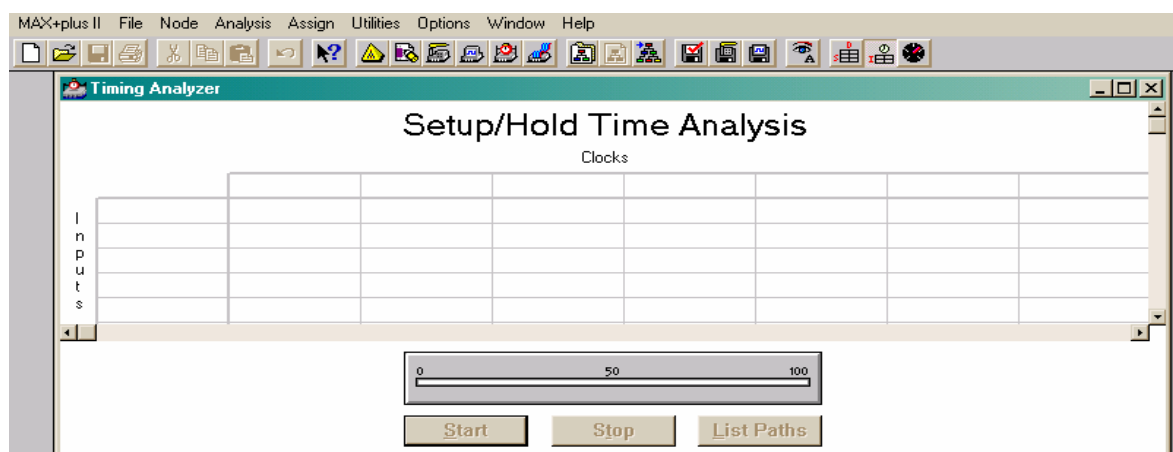 MAX+plus II File Node Analysis Assign Utilities Options Window Help
Timing Analyzer
Setup/Hold Time Analysis
Clocks
Inputs
0 50 100
Start Stop List Paths